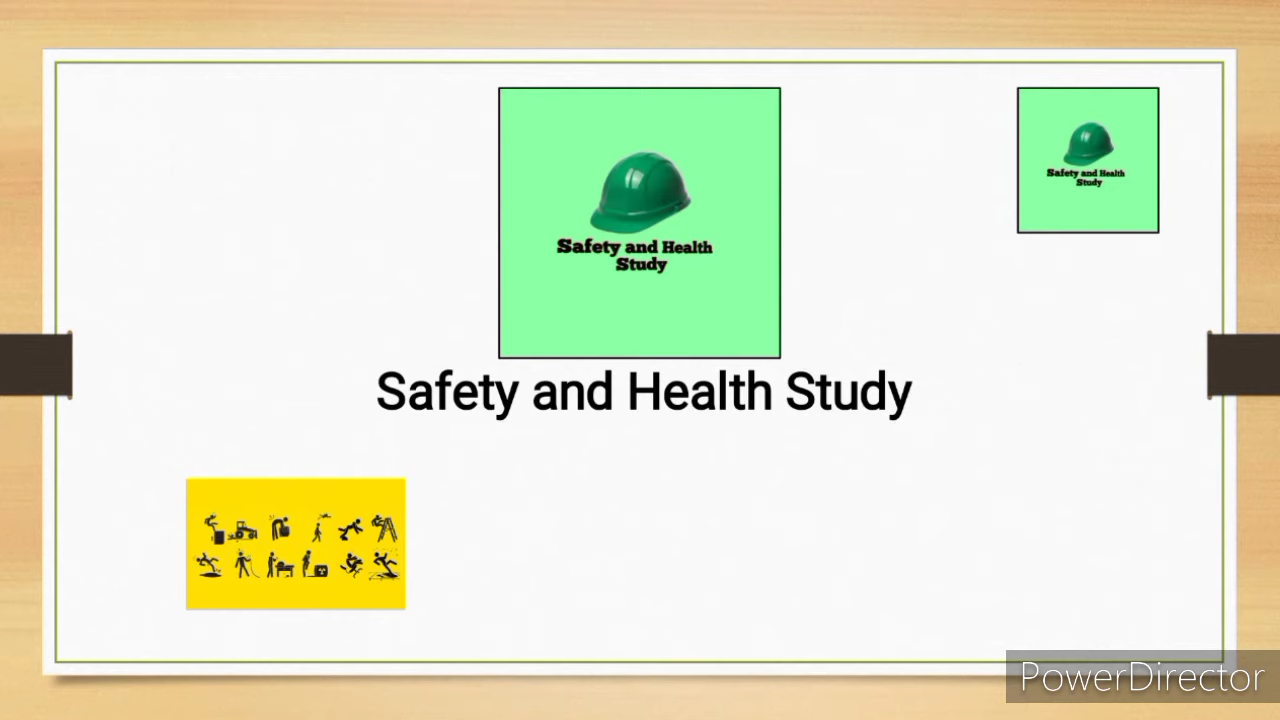 Safety and Health
Study
Safety and Health
Study
Safety and Health Study
PowerDirector